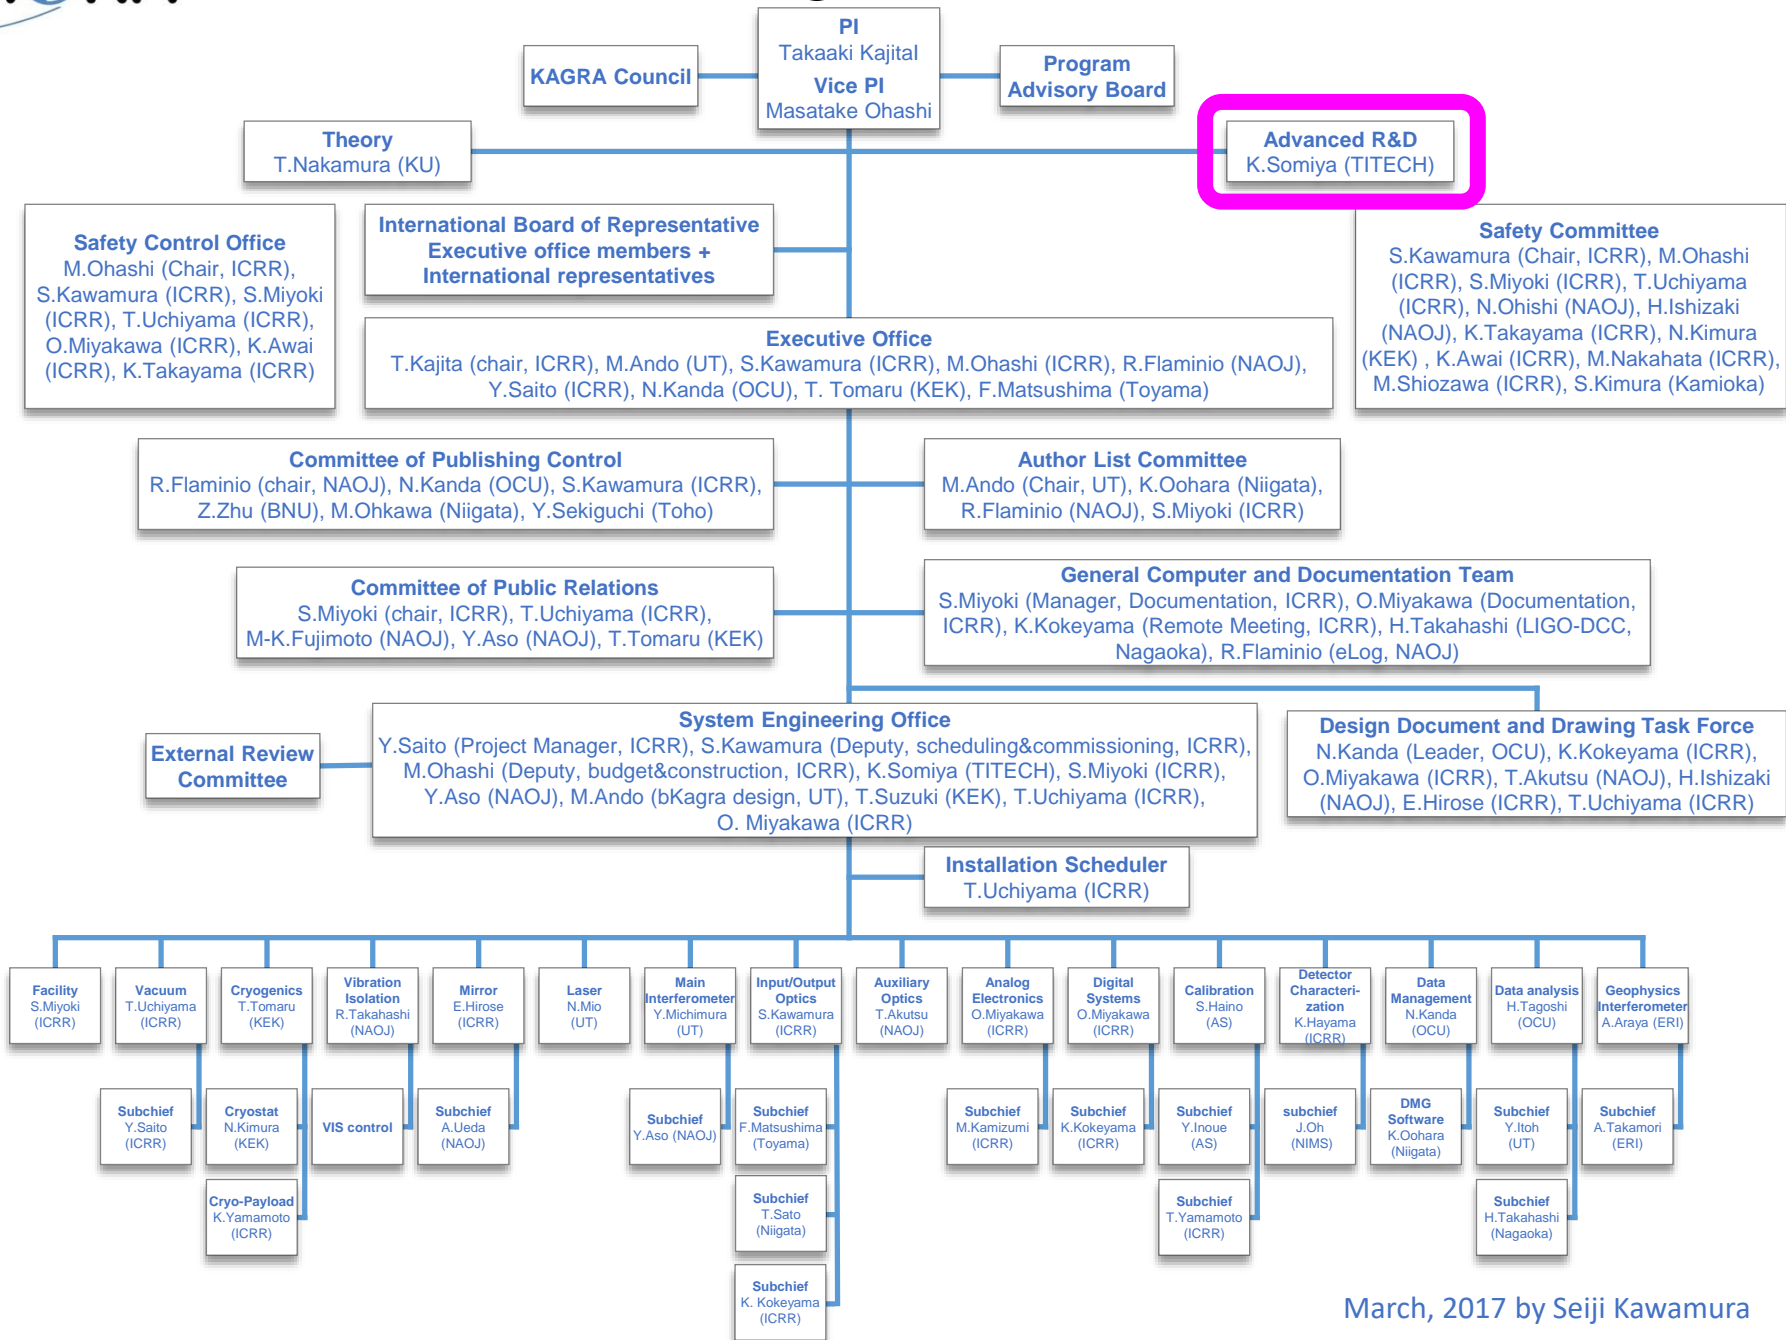 PI
Takaaki Kajital
Vice PI
Masatake Ohashi
KAGRA Council
Program
Advisory Board
Theory
T.Nakamura (KU)
Advanced R&D
K.Somiya (TITECH)
Safety Control Office
M.Ohashi (Chair, ICRR),
S.Kawamura (ICRR), S.Miyoki
(ICRR), T.Uchiyama (ICRR),
O.Miyakawa (ICRR), K.Awai
(ICRR), K.Takayama (ICRR)
International Board of Representative
Executive office members +
International representatives
Safety Committee
S.Kawamura (Chair, ICRR), M.Ohashi
(ICRR), S.Miyoki (ICRR), T.Uchiyama
(ICRR), N.Ohishi (NAOJ), H.Ishizaki
(NAOJ), K.Takayama (ICRR), N.Kimura
(KEK) , K.Awai (ICRR), M.Nakahata (ICRR),
M.Shiozawa (ICRR), S.Kimura (Kamioka)
Executive Office
T.Kajita (chair, ICRR), M.Ando (UT), S.Kawamura (ICRR), M.Ohashi (ICRR), R.Flaminio (NAOJ),
Y.Saito (ICRR), N.Kanda (OCU), T. Tomaru (KEK), F.Matsushima (Toyama)
Committee of Publishing Control
R.Flaminio (chair, NAOJ), N.Kanda (OCU), S.Kawamura (ICRR),
Z.Zhu (BNU), M.Ohkawa (Niigata), Y.Sekiguchi (Toho)
Author List Committee
M.Ando (Chair, UT), K.Oohara (Niigata),
R.Flaminio (NAOJ), S.Miyoki (ICRR)
Committee of Public Relations
S.Miyoki (chair, ICRR), T.Uchiyama (ICRR),
M-K.Fujimoto (NAOJ), Y.Aso (NAOJ), T.Tomaru (KEK)
General Computer and Documentation Team
S.Miyoki (Manager, Documentation, ICRR), O.Miyakawa (Documentation,
ICRR), K.Kokeyama (Remote Meeting, ICRR), H.Takahashi (LIGO-DCC,
Nagaoka), R.Flaminio (eLog, NAOJ)
External Review
Committee
System Engineering Office
Y.Saito (Project Manager, ICRR), S.Kawamura (Deputy, scheduling&commissioning, ICRR),
M.Ohashi (Deputy, budget&construction, ICRR), K.Somiya (TITECH), S.Miyoki (ICRR),
Y.Aso (NAOJ), M.Ando (bKagra design, UT), T.Suzuki (KEK), T.Uchiyama (ICRR),
O. Miyakawa (ICRR)
Design Document and Drawing Task Force
N.Kanda (Leader, OCU), K.Kokeyama (ICRR),
O.Miyakawa (ICRR), T.Akutsu (NAOJ), H.Ishizaki
(NAOJ), E.Hirose (ICRR), T.Uchiyama (ICRR)
Installation Scheduler
T.Uchiyama (ICRR)
Facility
S.Miyoki
(ICRR)
Vacuum
T.Uchiyama
(ICRR)
Cryogenics
T.Tomaru
(KEK)
Vibration
Isolation
R.Takahashi
(NAOJ)
Mirror
E.Hirose
(ICRR)
Laser
N.Mio
(UT)
Main
Interferometer
Y.Michimura
(UT)
Input/Output
Optics
S.Kawamura
(ICRR)
Auxiliary
Optics
T.Akutsu
(NAOJ)
Analog
Electronics
O.Miyakawa
(ICRR)
Digital
Systems
O.Miyakawa
(ICRR)
Calibration
S.Haino
(AS)
Detector
Characteri-
zation
K.Hayama
(ICRR)
Data
Management
N.Kanda
(OCU)
Data analysis
H.Tagoshi
(OCU)
Geophysics
Interferometer
A.Araya (ERI)
Subchief
Y.Saito
(ICRR)
Cryostat
N.Kimura
(KEK)
VIS control
Subchief
A.Ueda
(NAOJ)
Subchief
Y.Aso (NAOJ)
Subchief
F.Matsushima
(Toyama)
Subchief
M.Kamizumi
(ICRR)
Subchief
K.Kokeyama
(ICRR)
Subchief
Y.Inoue
(AS)
subchief
J.Oh
(NIMS)
DMG
Software
K.Oohara
(Niigata)
Subchief
Y.Itoh
(UT)
Subchief
A.Takamori
(ERI)
Cryo-Payload
K.Yamamoto
(ICRR)
Subchief
T.Sato
(Niigata)
Subchief
T.Yamamoto
(ICRR)
Subchief
H.Takahashi
(Nagaoka)
Subchief
K. Kokeyama
(ICRR)
March, 2017 by Seiji Kawamura